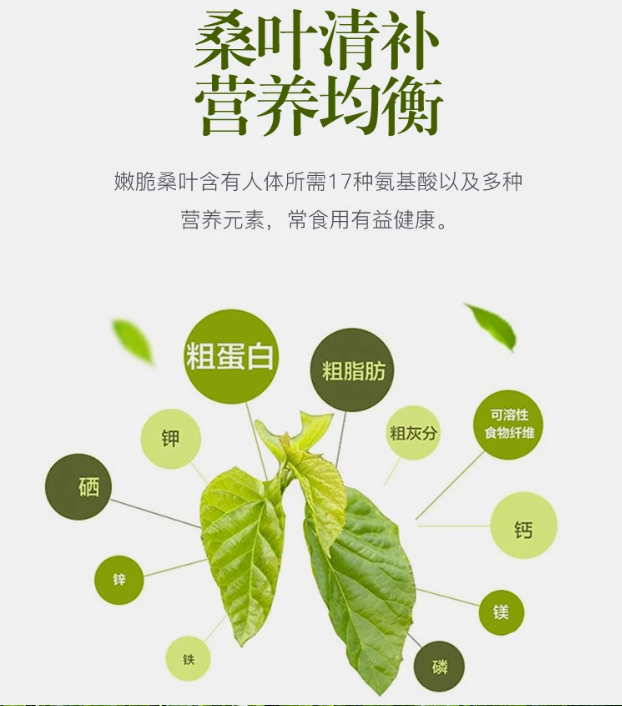 桑叶清补
营养均衡
嫩脆桑叶含有人体所需17种氨基酸以及多种
营养元素，常食用有益健康。
粗蛋白
粗脂肪
可溶性
食物纤维
粗灰分
钾
硒
钙
锌
镁
铁
磷